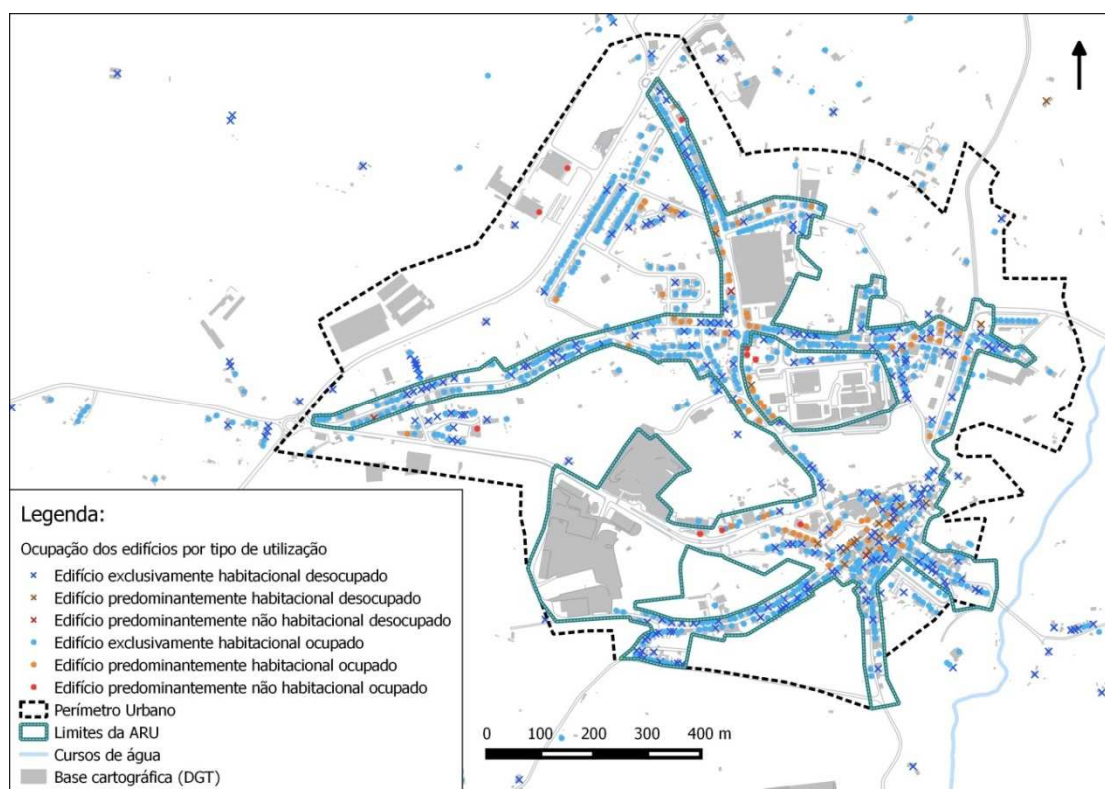 Legenda:
Ocupação dos edifícios por tipo de utilização
Edifício exclusivamente habitacional desocupado
Edifício predominantemente habitacional desocupado
Edifício predominantemente não habitacional desocupado
Edifício exclusivamente habitacional ocupado
Edifício predominantemente habitacional ocupado
Edifício predominantemente não habitacional ocupado
Perímetro Urbano
Limites da ARU
Cursos de água
Base cartográfica (DGT)
0 100 200 300 400 m